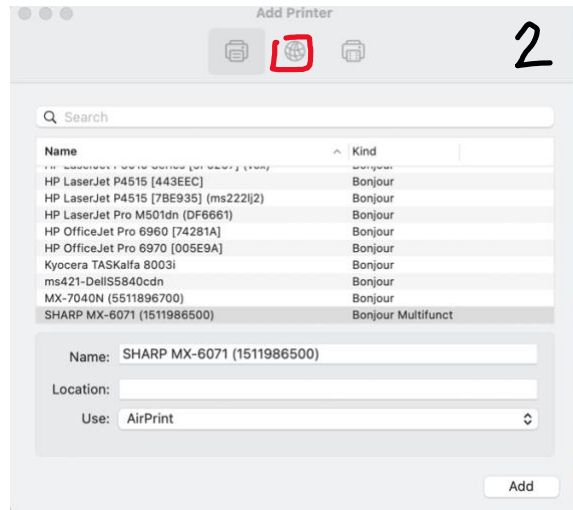 Add Printer
2
Search
Name Kind
HP LaserJet P4515 [443EEC] Bonjour
HP LaserJet P4515 [7BE935] (ms222lj2) Bonjour
HP LaserJet Pro M501dn (DF6661) Bonjour
HP OfficeJet Pro 6960 [74281A] Bonjour
HP OfficeJet Pro 6970 [005E9A] Bonjour
Kyocera TASKalfa 8003i Bonjour
ms421-DellS5840cdn Bonjour
MX-7040N (5511896700) Bonjour
SHARP MX-6071 (1511986500) Bonjour Multifunct
Name: SHARP MX-6071 (1511986500)
Location:
Use: AirPrint
Add